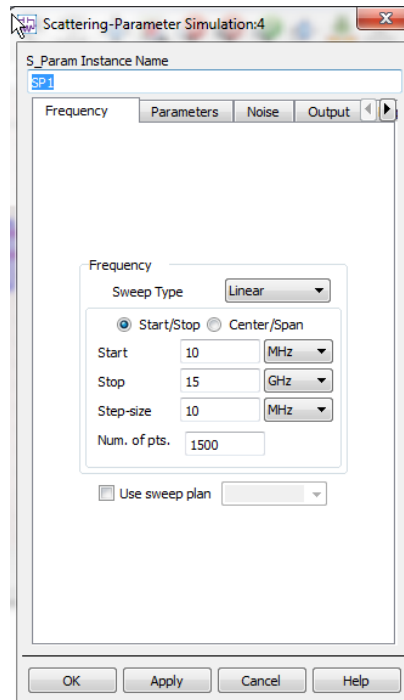 Scattering-Parameter Simulation:4
S_Param Instance Name
SP1
Frequency Parameters Noise Output
Frequency
Sweep Type Linear
Start/Stop Center/Span
Start 10 MHz
Stop 15 GHz
Step-size 10 MHz
Num. of pts. 1500
Use sweep plan
OK Apply Cancel Help